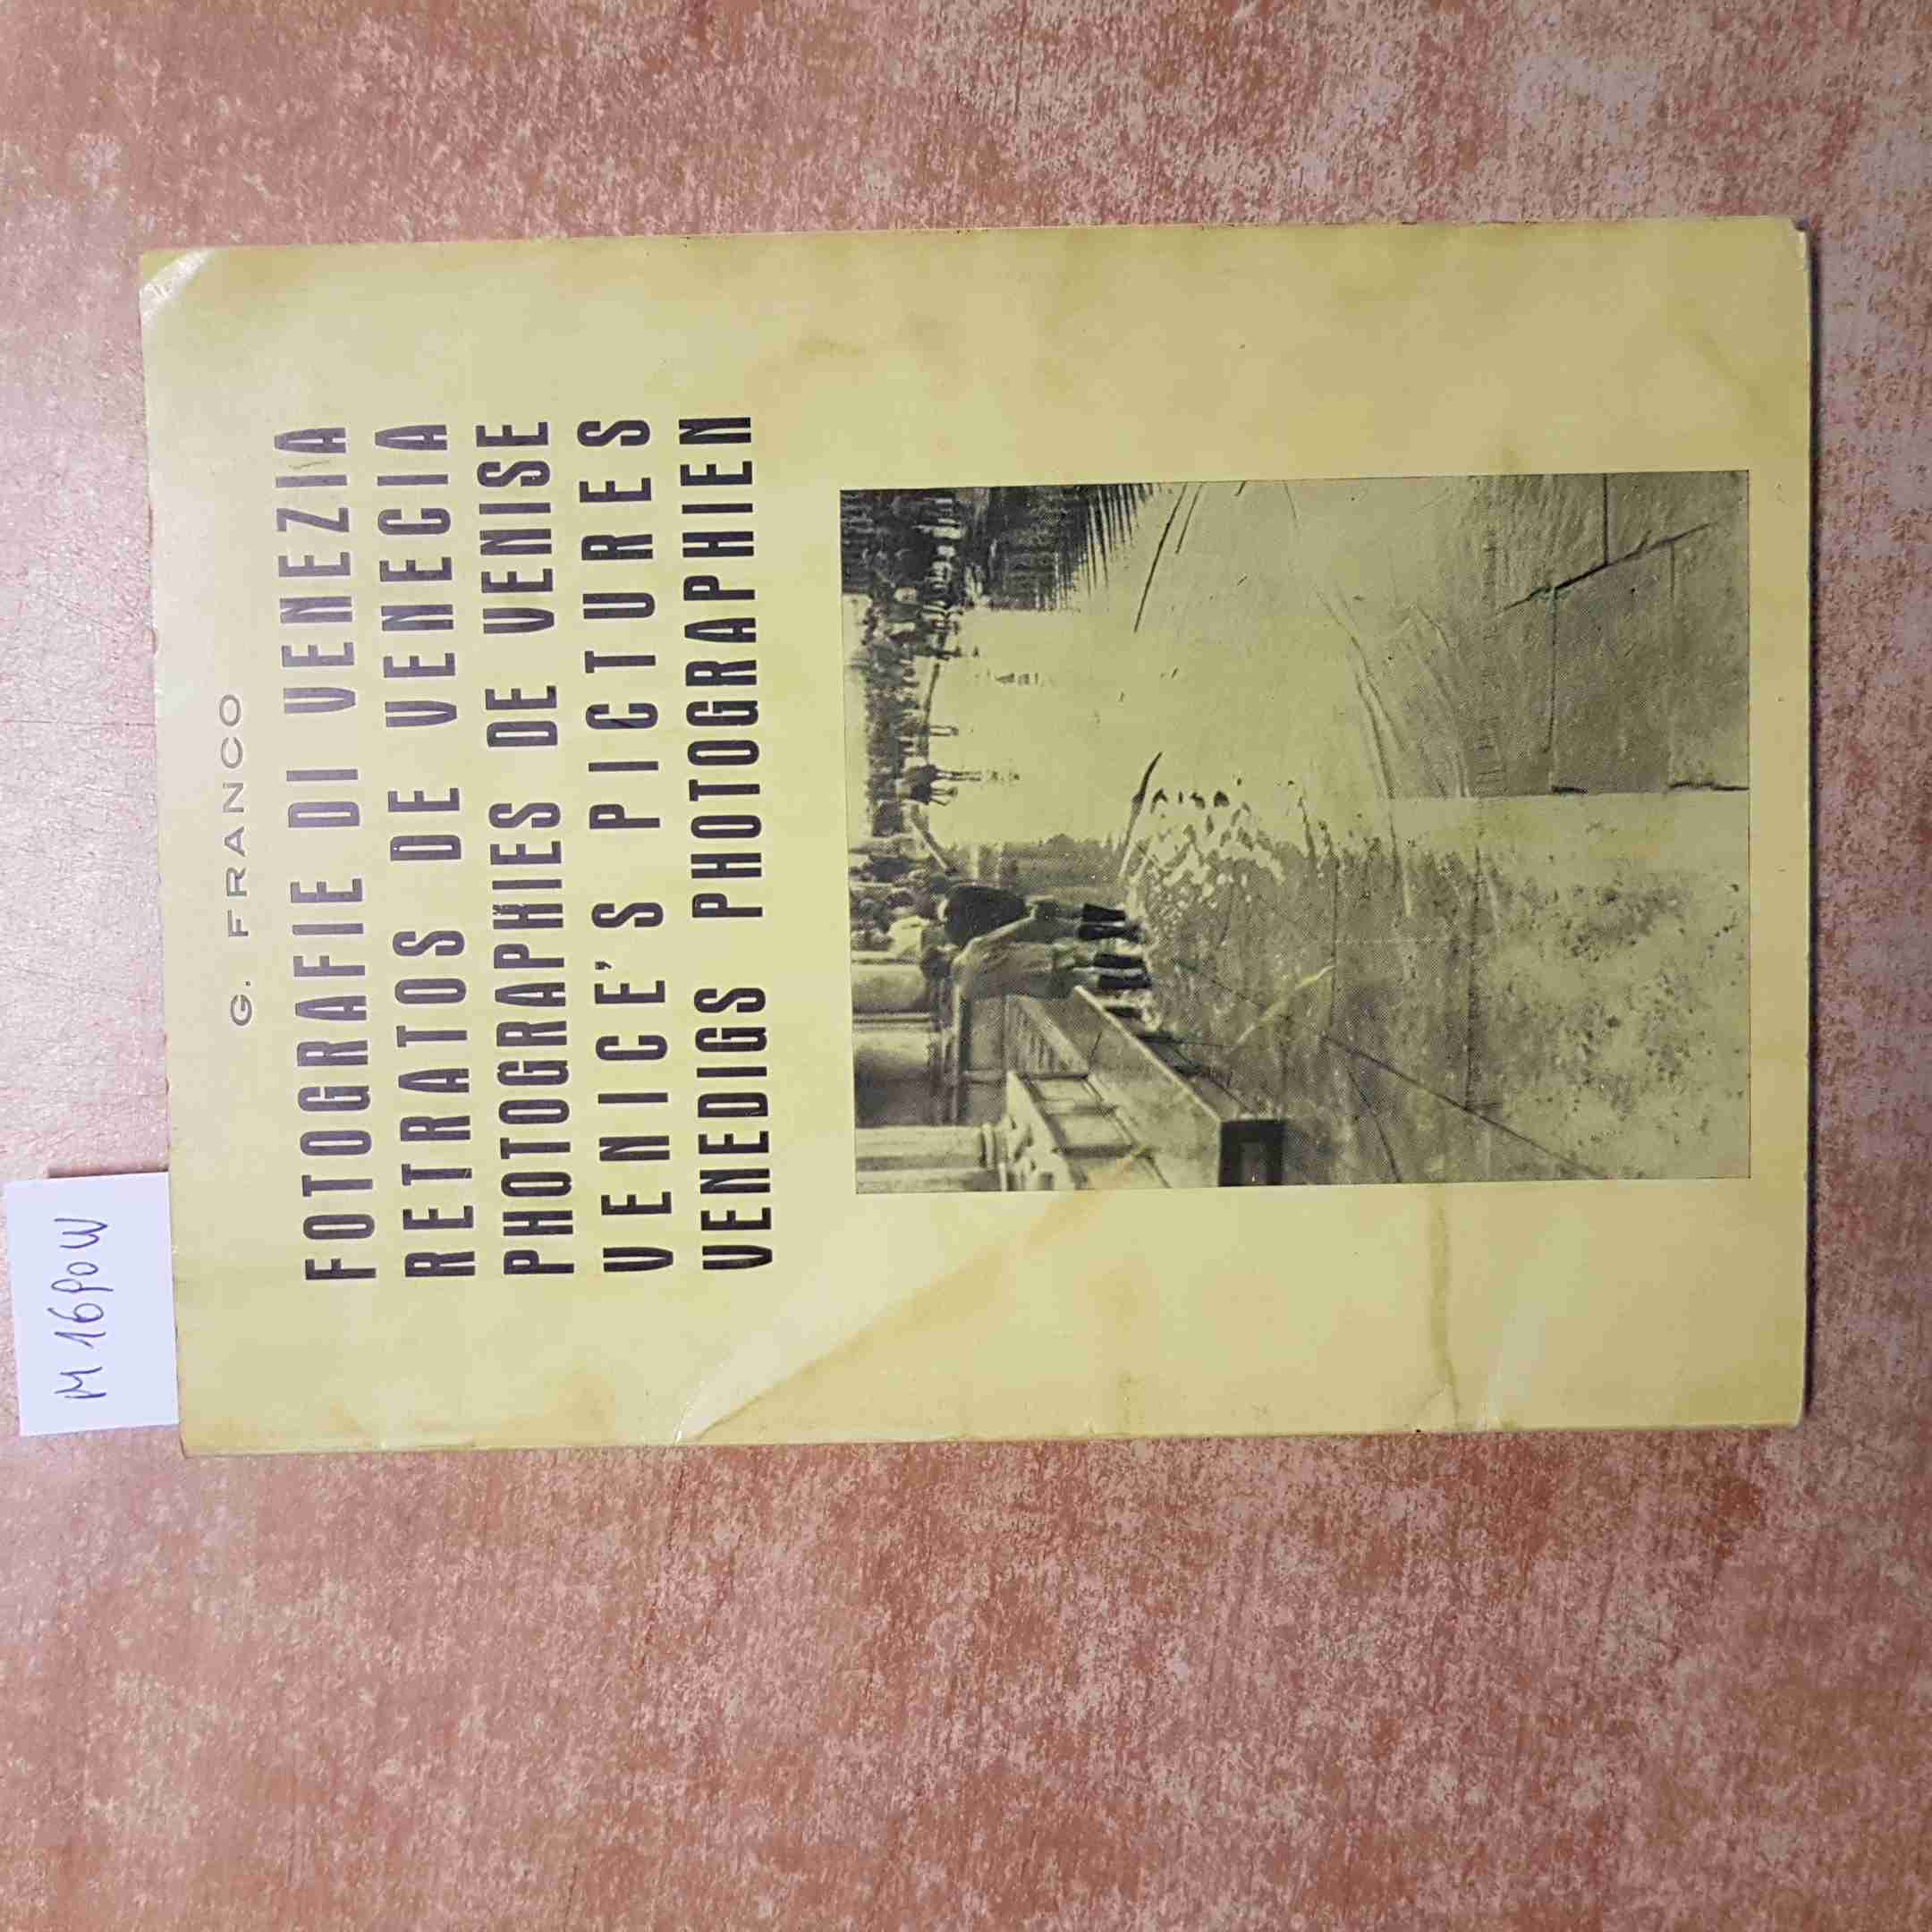 M 16POW
G. FRANCO
FOTOGRAFIE DI VENEZIA
RETRATOS DE VENECIA
PHOTOGRAPHIES DE VENISE
VENICE'S PICTURES
VENEDIGS PHOTOGRAPHIEN